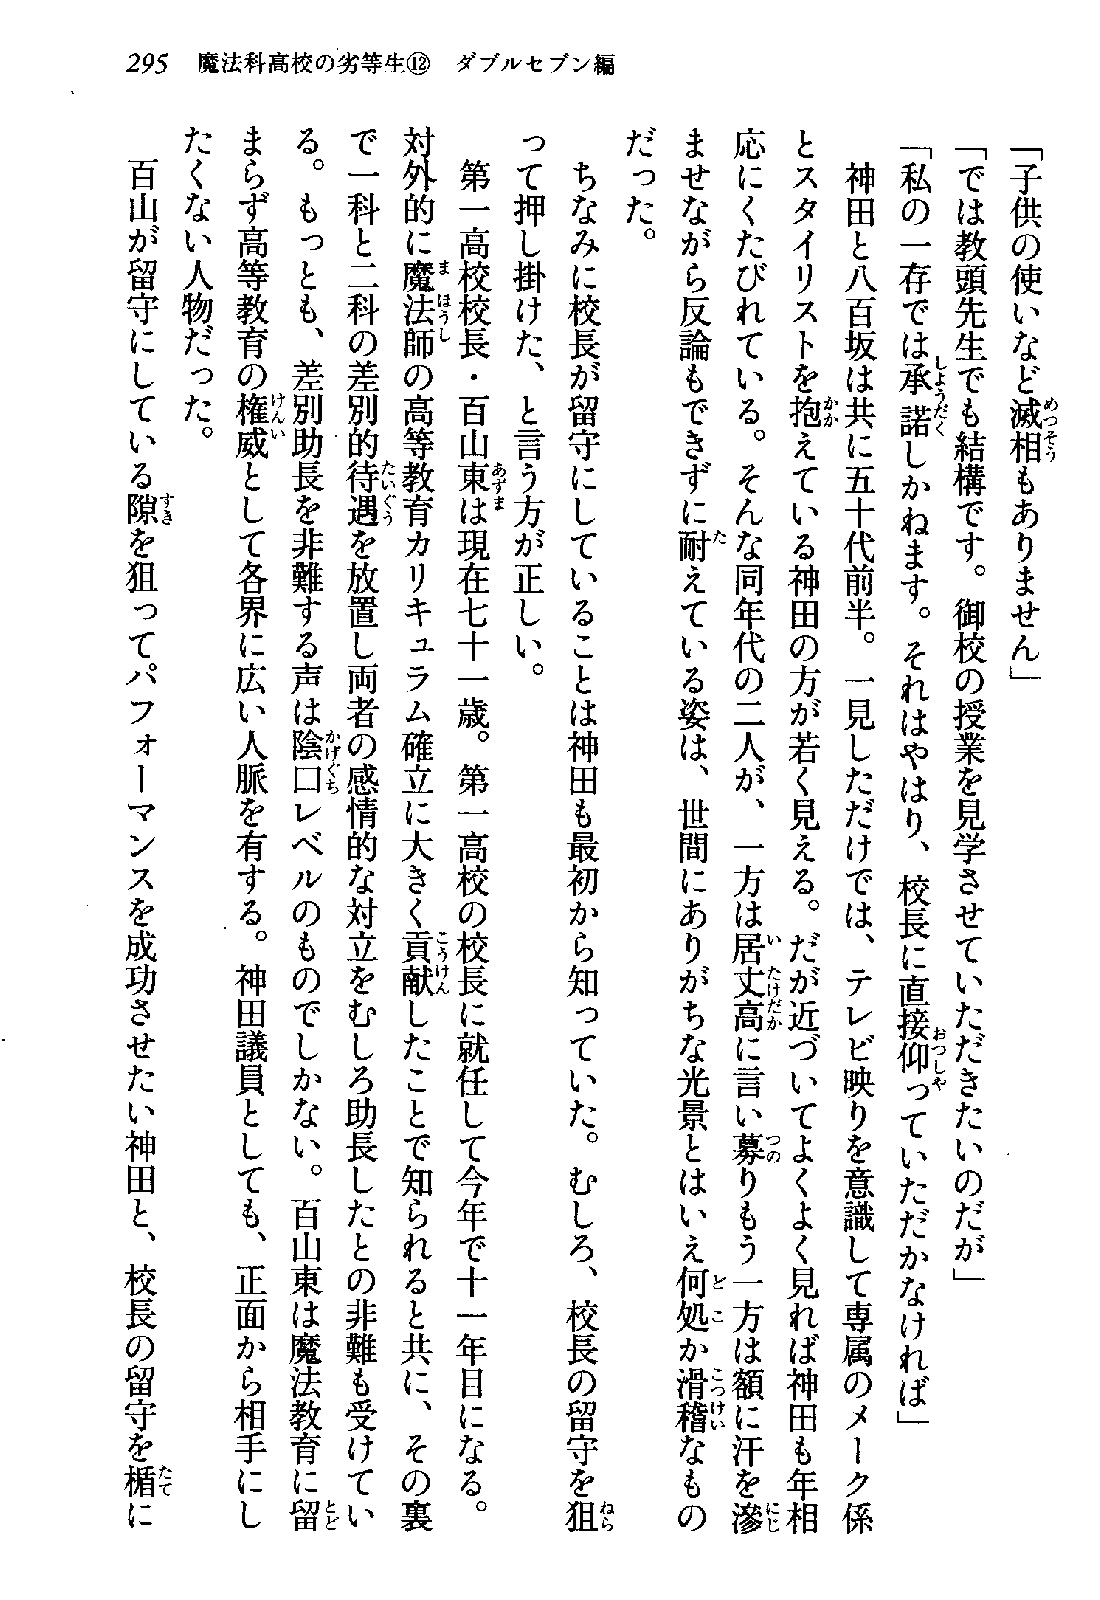 295 魔法科高校の劣等生⑫ ダブルセブン編
「子供の使いなど滅相もありません」
「では教頭先生でも結構です。御校の授業を見学させていただきたいのだが」
「私の一存では承諾しかねます。それはやはり、校長に直接仰っていただかなければ」
神田と八百坂は共に五十代前半。一見しただけでは、テレビ映りを意識して専属のメーク係
とスタイリストを抱えている神田の方が若く見える。だが近づいてよくよく見れば神田も年相
応にくたびれている。そんな同年代の二人が、一方は居丈高に言い募りもう一方は額に汗を滲
ませながら反論もできずに耐えている姿は、世間にありがちな光景とはいえ何処か滑稽なもの
だった。
ちなみに校長が留守にしていることは神田も最初から知っていた。むしろ、校長の留守を狙
って押し掛けた、と言う方が正しい。
第一高校校長・百山東は現在七十一歳。第一高校の校長に就任して今年で十一年目になる。
対外的に魔法師の高等教育カリキュラム確立に大きく貢献したことで知られると共に、その裏
で一科と二科の差別的待遇を放置し両者の感情的な対立をむしろ助長したとの非難も受けてい
る。もっとも、差別助長を非難する声は陰口レベルのものでしかない。百山東は魔法教育に留
まらず高等教育の権威として各界に広い人脈を有する。神田議員としても、正面から相手にし
たくない人物だった。
百山が留守にしている隙を狙ってパフォーマンスを成功させたい神田と、校長の留守を楯に